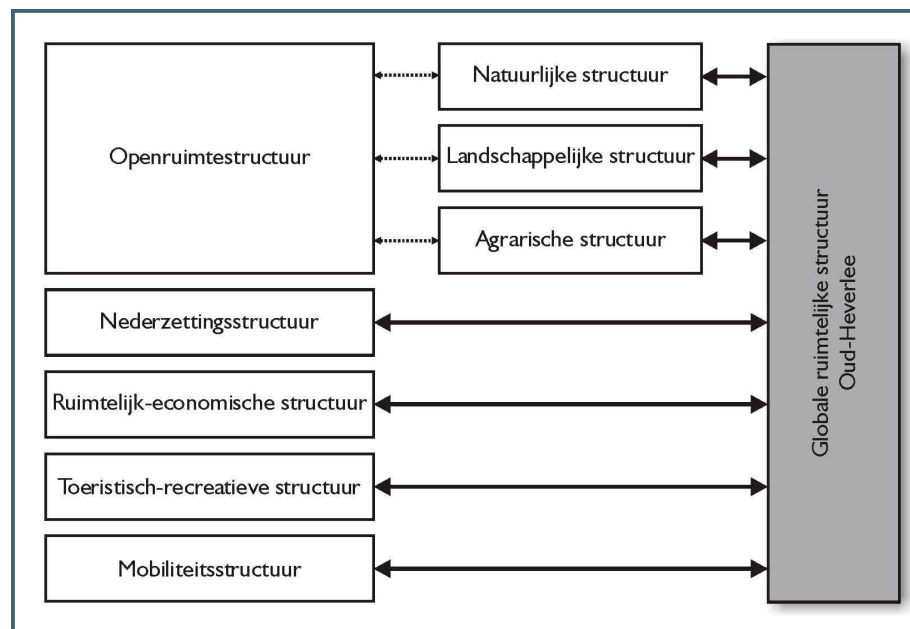 Openruimtestructuur
Natuurlijke structuur
Landschappelijke structuur
Agrarische structuur
Nederzettingsstructuur
Ruimtelijk-economische structuur
Toeristisch-recreatieve structuur
Mobiliteitsstructuur
Globale ruimtelijke structuur
Oud-Heverlee